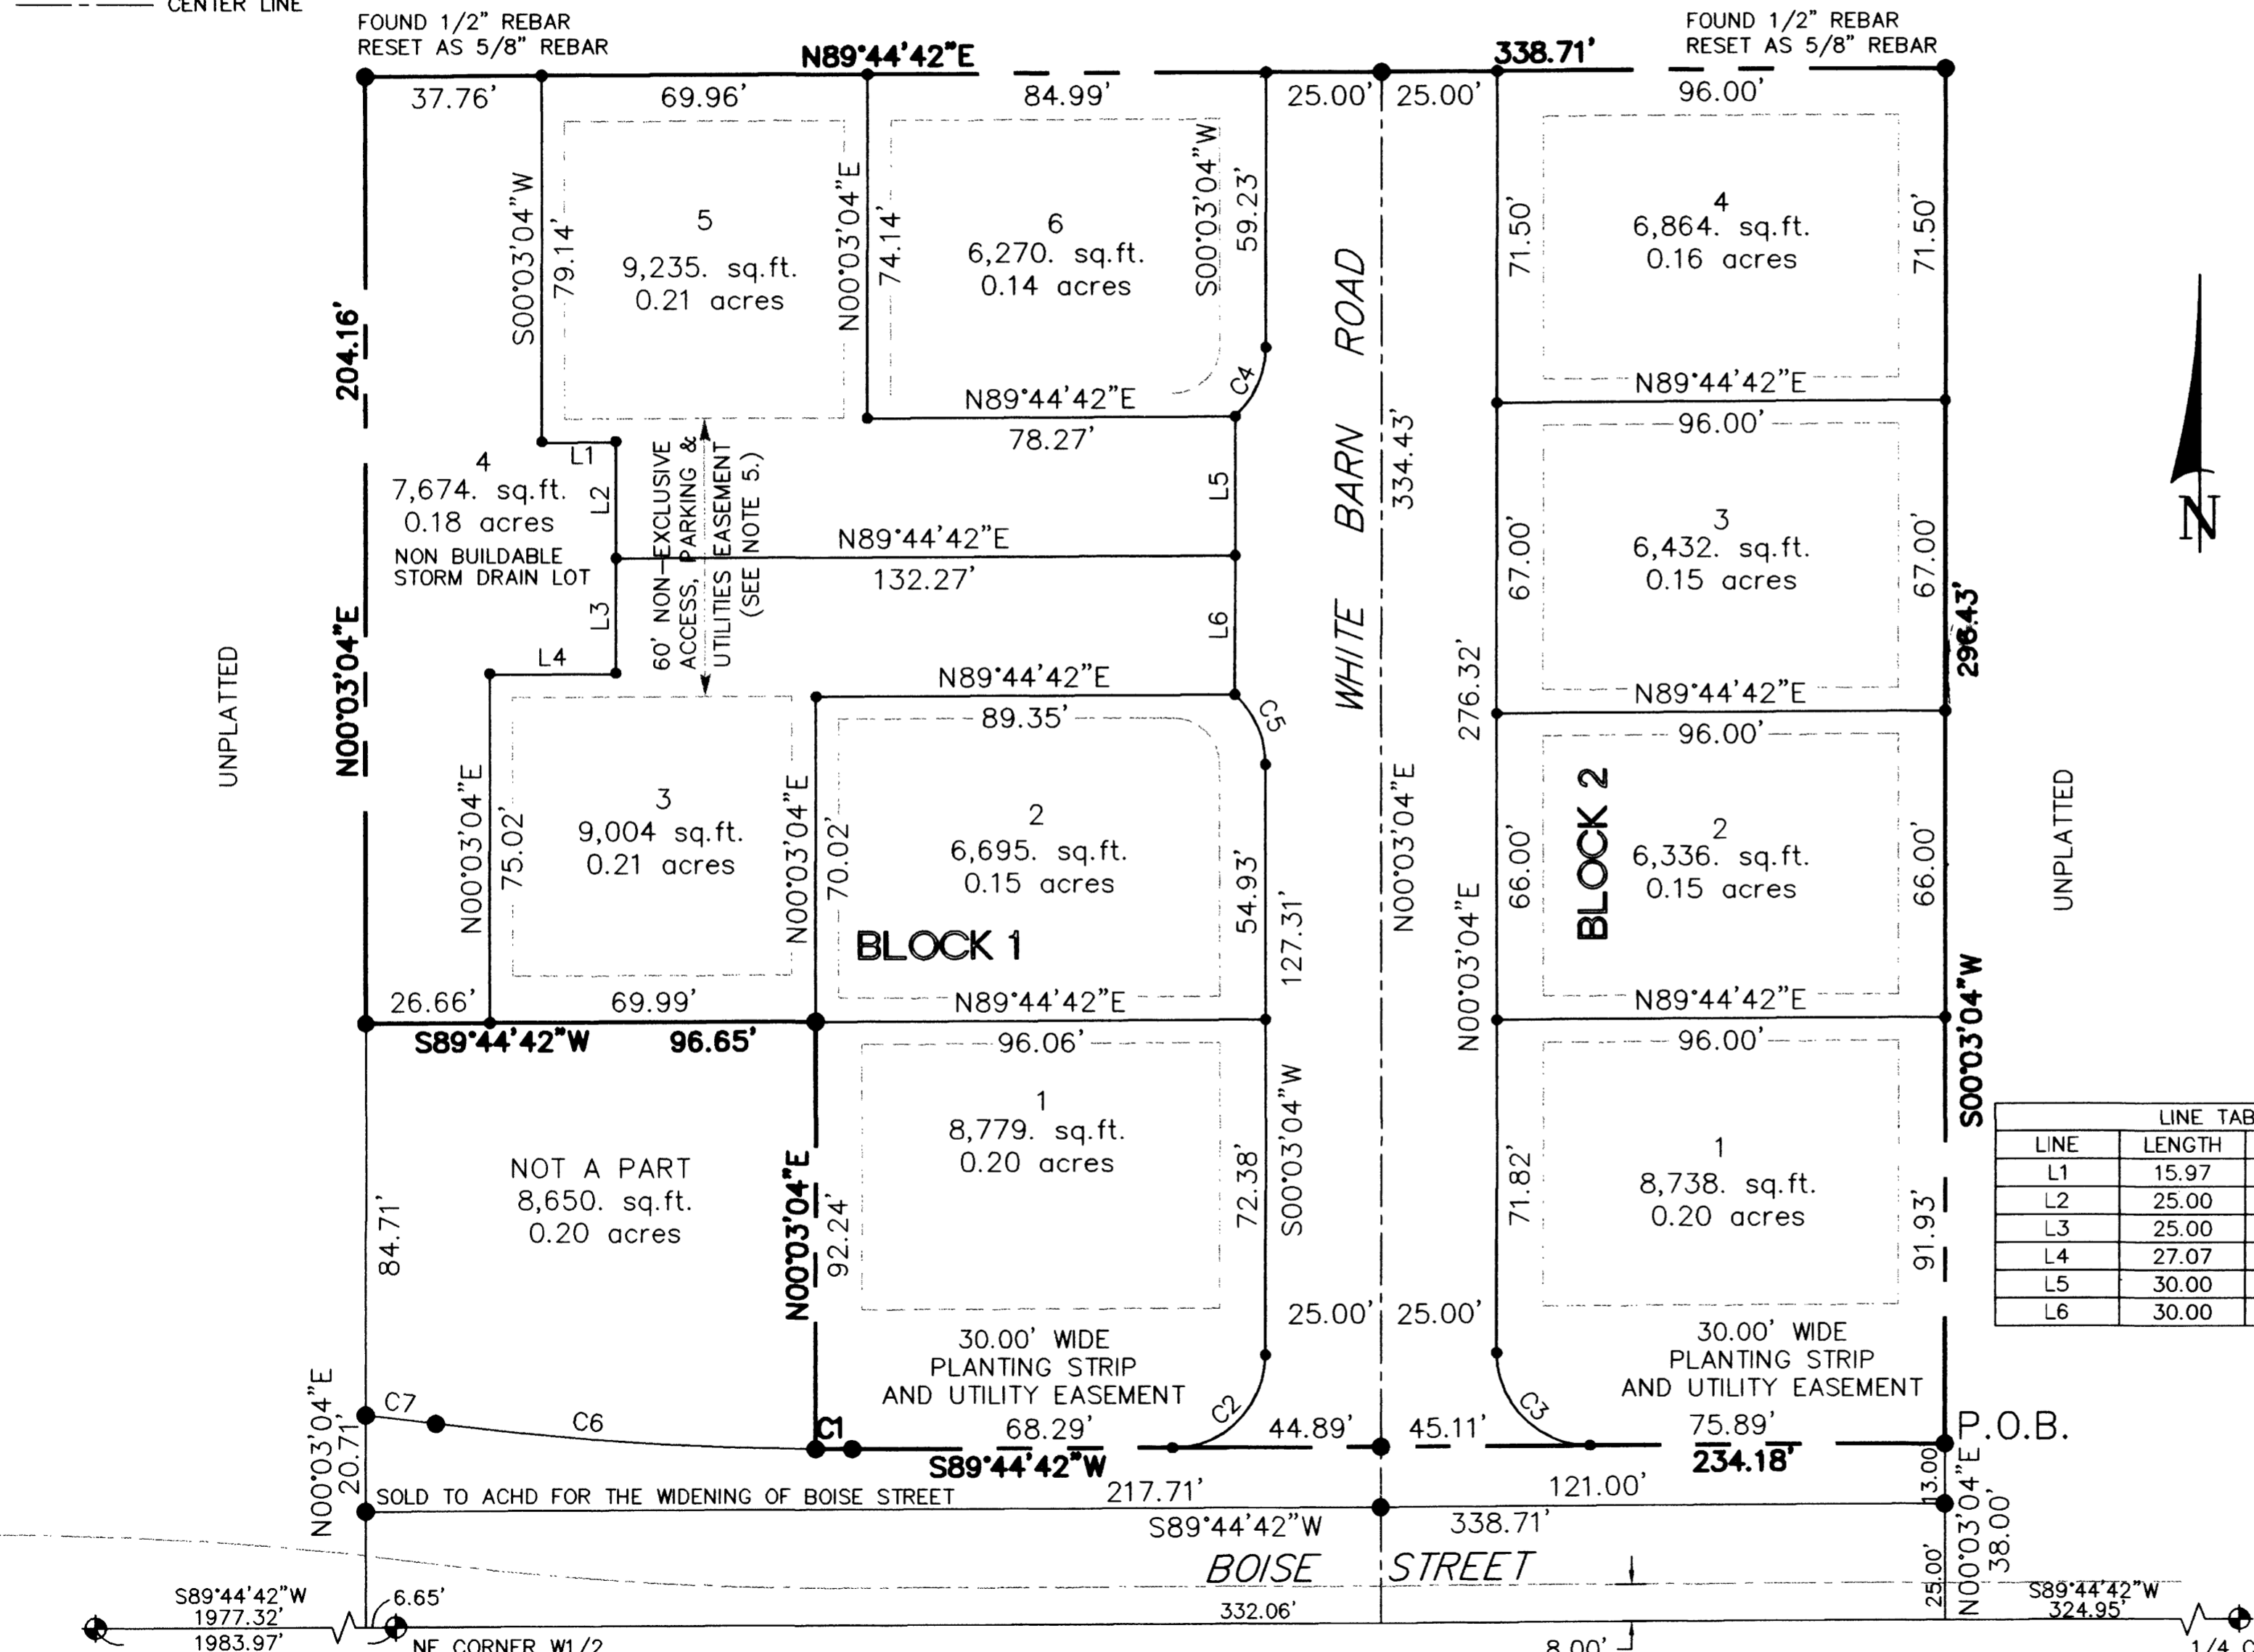 CENTER LINE
FOUND 1/2" REBAR
RESET AS 5/8" REBAR
N89°44'42"E
338.71'
FOUND 1/2" REBAR
RESET AS 5/8" REBAR
37.76'
69.96'
84.99'
25.00'
25.00'
96.00'
S00°03'04"W
79.14'
5
9,235. sq.ft.
0.21 acres
N00°03'04"E
74.14'
6
6,270. sq.ft.
0.14 acres
S00°03'04"W
59.23'
C4
N89°44'42"E
78.27'
WHITE BARN ROAD
334.43'
N00°03'04"E
71.50'
4
6,864. sq.ft.
0.16 acres
71.50'
N89°44'42"E
96.00'
204.16'
N00°03'04"E
UNPLATTED
L1
L2
L3
L4
4
7,674. sq.ft.
0.18 acres
NON BUILDABLE
STORM DRAIN LOT
60' NON-EXCLUSIVE
ACCESS, PARKING &
UTILITIES EASEMENT
(SEE NOTE 5.)
L5
N89°44'42"E
132.27'
L6
N89°44'42"E
89.35'
C5
67.00'
3
6,432. sq.ft.
0.15 acres
67.00'
298.43'
N
N89°44'42"E
96.00'
276.32'
N00°03'04"E
N00°03'04"E
75.02'
3
9,004 sq.ft.
0.21 acres
N00°03'04"E
70.02'
2
6,695. sq.ft.
0.15 acres
54.93'
127.31'
BLOCK 1
66.00'
BLOCK 2
2
6,336. sq.ft.
0.15 acres
66.00'
UNPLATTED
26.66'
69.99'
S89°44'42"W
96.65'
N89°44'42"E
96.06'
N89°44'42"E
96.00'
S00°03'04"W
NOT A PART
8,650. sq.ft.
0.20 acres
84.71'
N00°03'04"E
92.24'
1
8,779. sq.ft.
0.20 acres
72.38'
S00°03'04"W
71.82'
1
8,738. sq.ft.
0.20 acres
91.93'
LINE TAB
LINE LENGTH
L1 15.97
L2 25.00
L3 25.00
L4 27.07
L5 30.00
L6 30.00
25.00'
25.00'
30.00' WIDE
PLANTING STRIP
AND UTILITY EASEMENT
30.00' WIDE
PLANTING STRIP
AND UTILITY EASEMENT
N00°03'04"E
20.71'
C7
C6
C1
68.29'
C2
44.89'
45.11'
C3
75.89'
P.O.B.
S89°44'42"W
234.18'
SOLD TO ACHD FOR THE WIDENING OF BOISE STREET
217.71'
121.00'
13.00
N00°03'04"E
38.00'
S89°44'42"W
338.71'
BOISE STREET
25.00'
S89°44'42"W
1977.32'
1983.97'
6.65'
332.06'
S89°44'42"W
324.95'
NE CORNER W1/2
8.00'
1/4